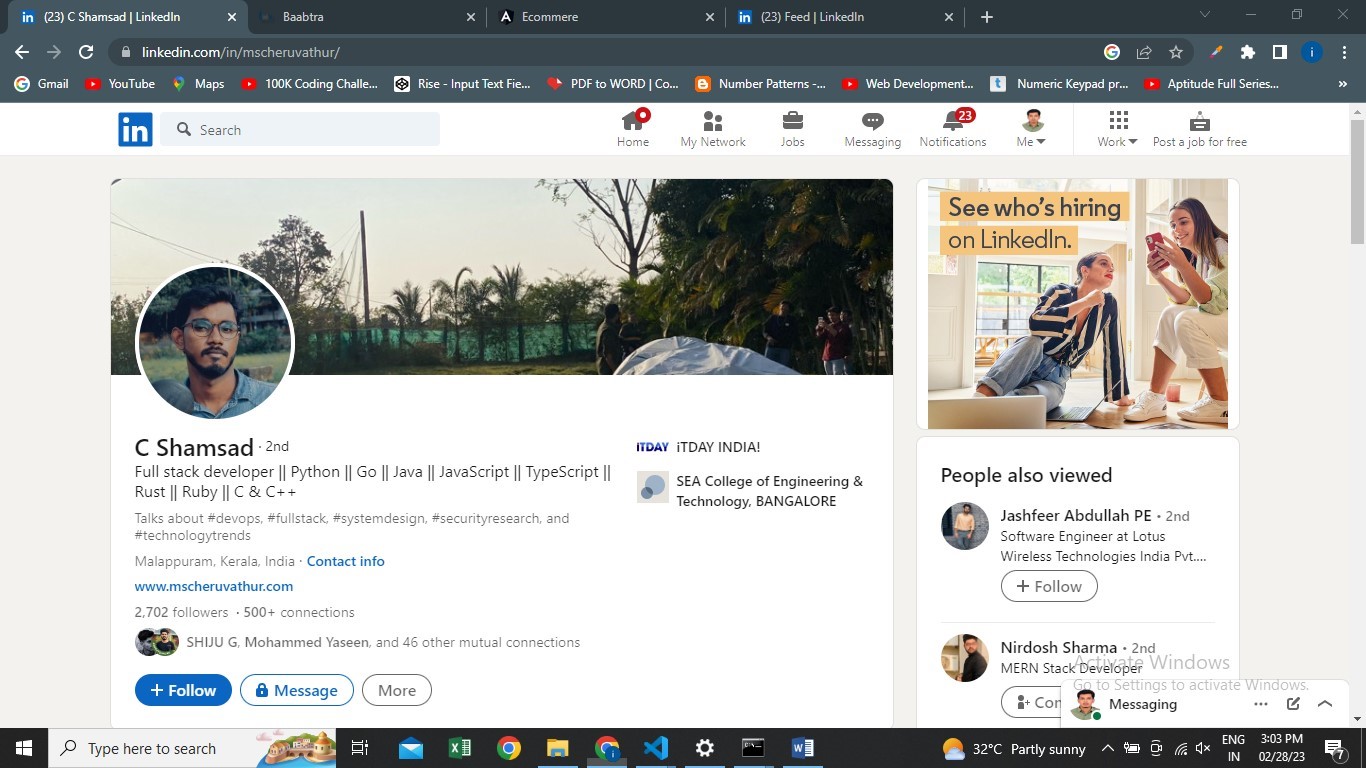 (23) C Shamsad | LinkedIn
Baabtra
Ecommere
(23) Feed | LinkedIn
linkedin.com/in/mscheruvathur/
Gmail
YouTube
Maps
100K Coding Challe...
Rise - Input Text Fie...
PDF to WORD | Co...
Number Patterns -...
Web Development...
Numeric Keypad pr...
Aptitude Full Series...
in
Search
Home
My Network
Jobs
Messaging
23
Notifications
Me
Work
Post a job for free
See who's hiring
on LinkedIn.
C Shamsad · 2nd
Full stack developer || Python || Go || Java || JavaScript || TypeScript ||
Rust || Ruby || C & C++
Talks about #devops, #fullstack, #systemdesign, #securityresearch, and
#technologytrends
Malappuram, Kerala, India · Contact info
www.mscheruvathur.com
2,702 followers · 500+ connections
SHIJU G, Mohammed Yaseen, and 46 other mutual connections
+ Follow
Message
More
iTDAY iTDAY INDIA!
SEA College of Engineering &
Technology, BANGALORE
People also viewed
Jashfeer Abdullah PE • 2nd
Software Engineer at Lotus
Wireless Technologies India Pvt....
+ Follow
Nirdosh Sharma • 2nd
MERN Stack Developer
Con
Activate Windows
Go to Settings to activate Windows.
Messaging
Type here to search
32°C Partly sunny
ENG
IN
3:03 PM
02/28/23
7